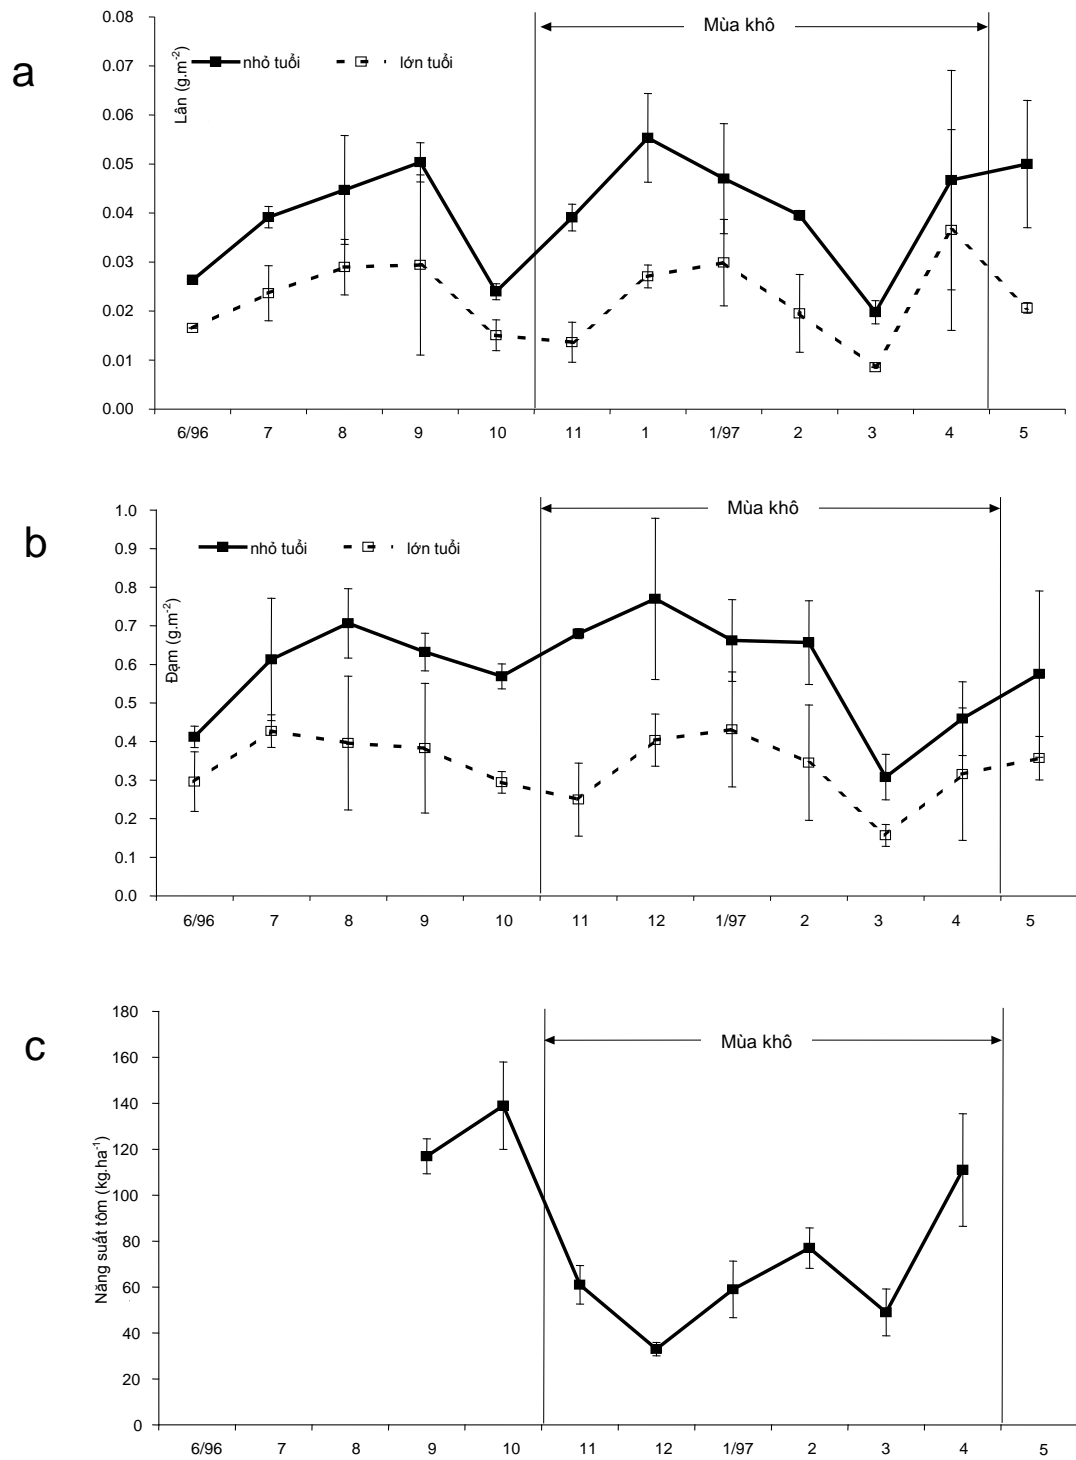 a
Lân (g.m-2)
0.08
0.07
0.06
0.05
0.04
0.03
0.02
0.01
0.00
nhỏ tuổi
lớn tuổi
Mùa khô
6/96 7 8 9 10 11 1 1/97 2 3 4 5
b
Đạm (g.m-2)
1.0
0.9
0.8
0.7
0.6
0.5
0.4
0.3
0.2
0.1
0.0
nhỏ tuổi
lớn tuổi
Mùa khô
6/96 7 8 9 10 11 12 1/97 2 3 4 5
c
Năng suất tôm (kg.ha-1)
180
160
140
120
100
80
60
40
20
0
Mùa khô
6/96 7 8 9 10 11 12 1/97 2 3 4 5